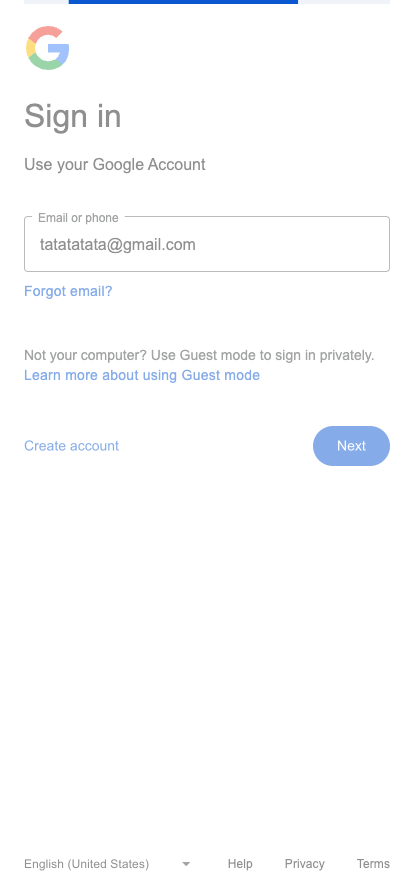 Sign in
Use your Google Account
Email or phone
tatatatata@gmail.com
Forgot email?
Not your computer? Use Guest mode to sign in privately.
Learn more about using Guest mode
Create account
Next
English (United States)
Help
Privacy
Terms